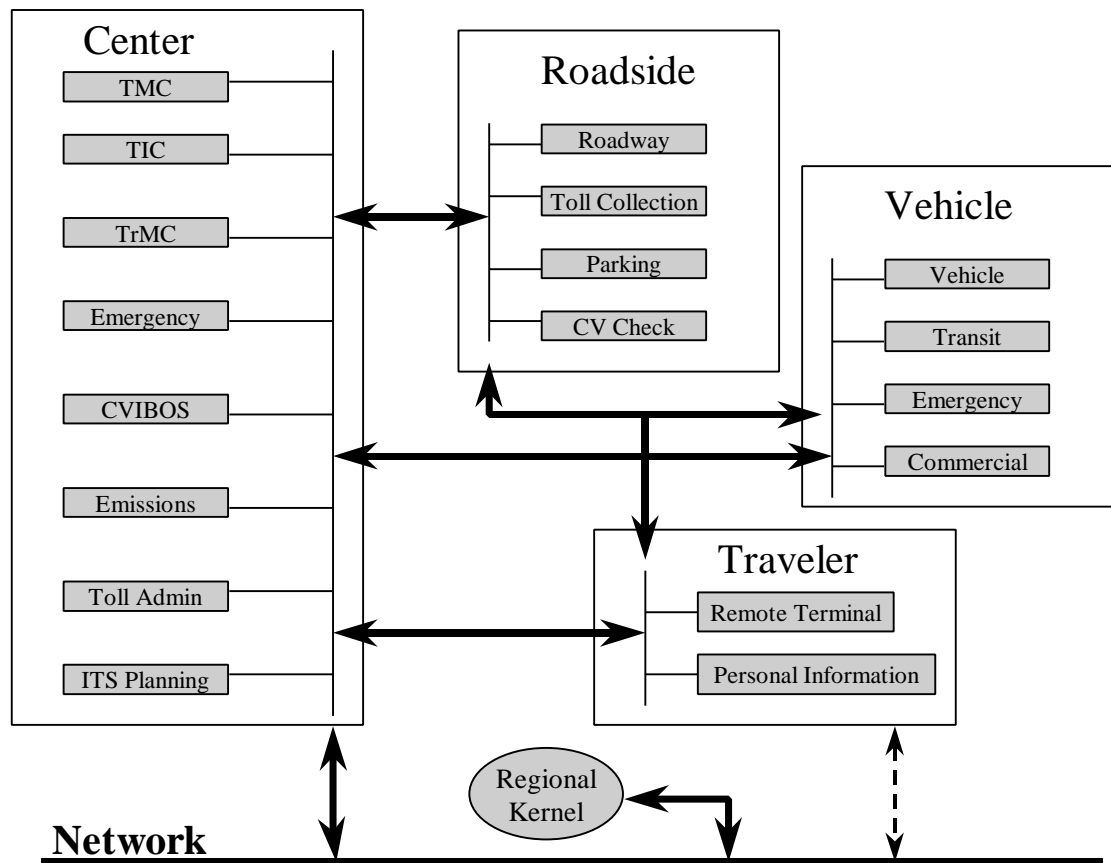 Center
TMC
TIC
TrMC
Emergency
CVIBOS
Emissions
Toll Admin
ITS Planning
Roadside
Roadway
Toll Collection
Parking
CV Check
Vehicle
Vehicle
Transit
Emergency
Commercial
Traveler
Remote Terminal
Personal Information
Regional
Kernel
Network